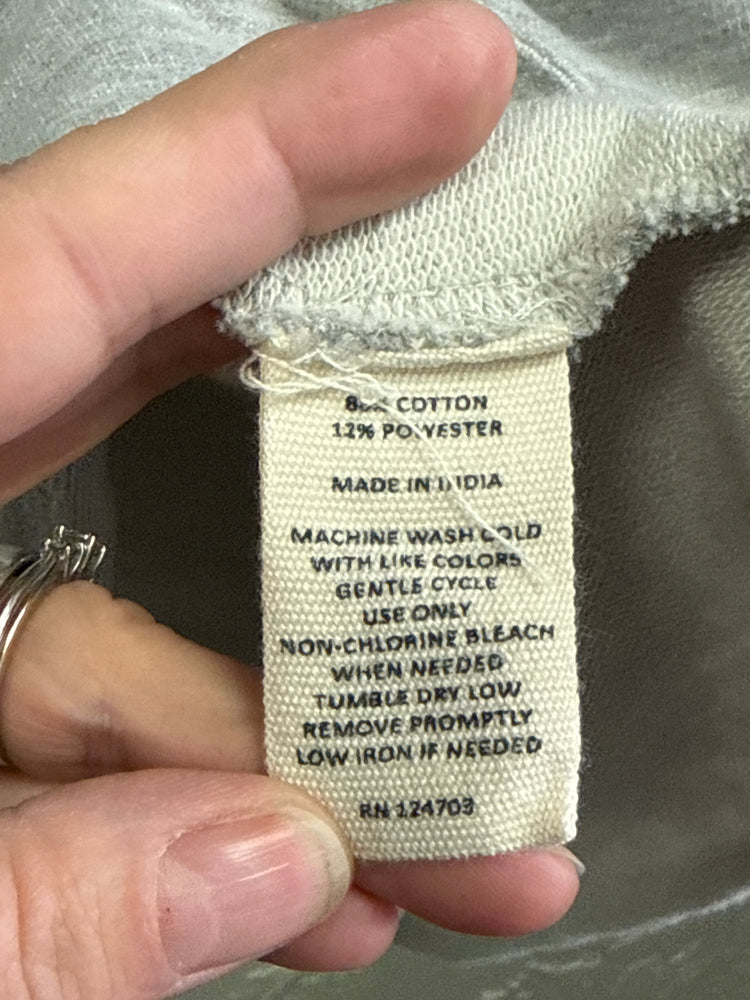 COTTON
12% POLYESTER
MADE IN INDIA
MACHINE WASH COLD
WITH LIKE COLORS
GENTLE CYCLE
USE ONLY
NON-CHLORINE BLEACH
WHEN NEEDED
TUMBLE DRY LOW
REMOVE PROMPTLY
LOW IRON IF NEEDED
RN 124703